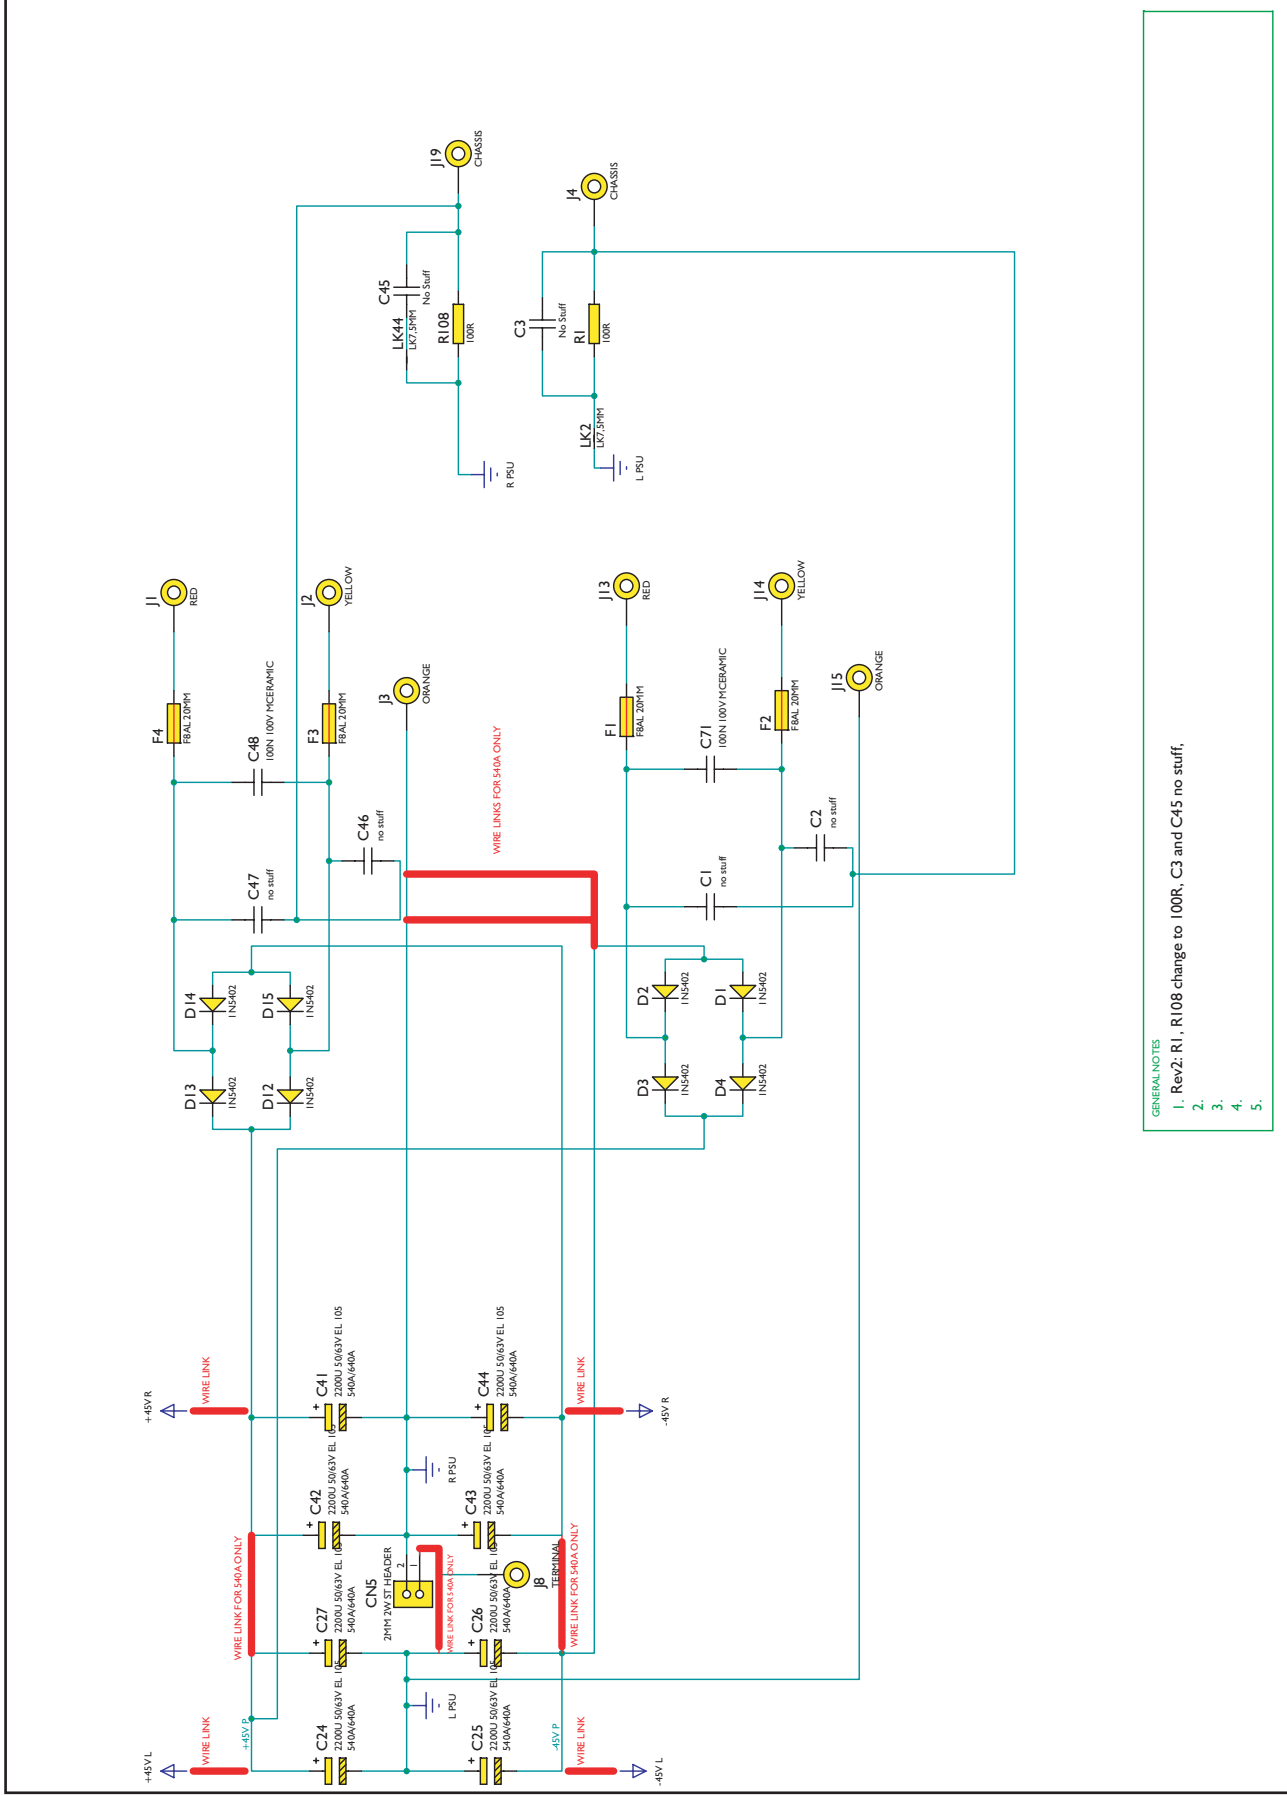 J19
CHASSIS
J4
CHASSIS
C45
No Stuff
LK44
LK7.5MM
R108
100R
C3
No Stuff
R1
100R
LK2
LK7.5MM
R PSU
L PSU
J1
RED
J2
YELLOW
J3
ORANGE
F4
F8AL 20MM
C48
100N 100V MCERAMIC
F3
F8AL 20MM
C47
no stuff
C46
no stuff
WIRE LINKS FOR 540A ONLY
J13
RED
J14
YELLOW
J15
ORANGE
F1
F8AL 20MM
C71
100N 100V MCERAMIC
F2
F8AL 20MM
C1
no stuff
C2
no stuff
D14
1N5402
D15
1N5402
D13
1N5402
D12
1N5402
D2
1N5402
D1
1N5402
D3
1N5402
D4
1N5402
+45V R
WIRE LINK
C41
2200U 50/63V EL 105
540A/640A
+
C44
2200U 50/63V EL 105
540A/640A
+
WIRE LINK
-45V R
R PSU
C42
2200U 50/63V EL 105
540A/640A
+
C43
2200U 50/63V EL 105
540A/640A
+
WIRE LINK FOR 540A ONLY
CN5
2MM 2W ST HEADER
2
1
WIRE LINK FOR 540A ONLY
J8
TERMINAL
WIRE LINK FOR 540A ONLY
C27
2200U 50/63V EL 105
540A/640A
+
C26
2200U 50/63V EL 105
540A/640A
+
L PSU
+45V L
WIRE LINK
+45V P
C24
2200U 50/63V EL 105
540A/640A
+
C25
2200U 50/63V EL 105
540A/640A
+
-45V P
WIRE LINK
-45V L
GENERAL NOTES
1. Rev2: R1, R108 change to 100R, C3 and C45 no stuff,
2.
3.
4.
5.